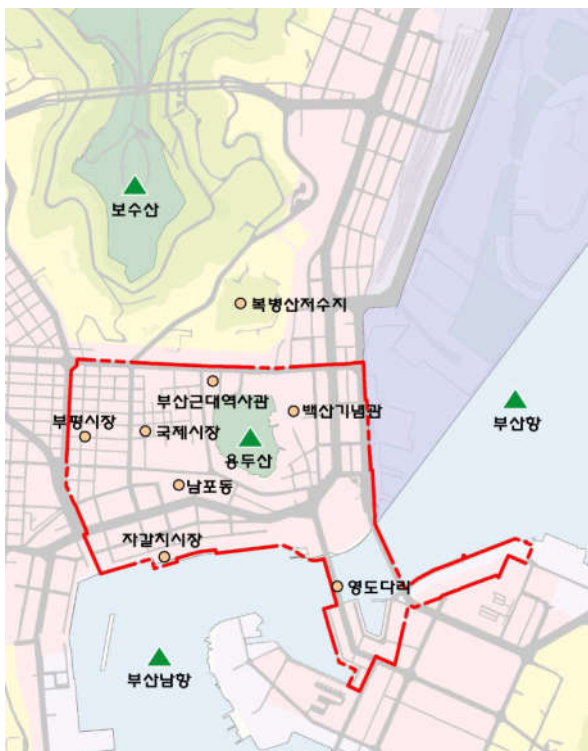 보수산
복병산저수지
부산근대역사관
백산기념관
부산항
부평시장
국제시장
용두산
남포동
자갈치시장
영도다리
부산남항